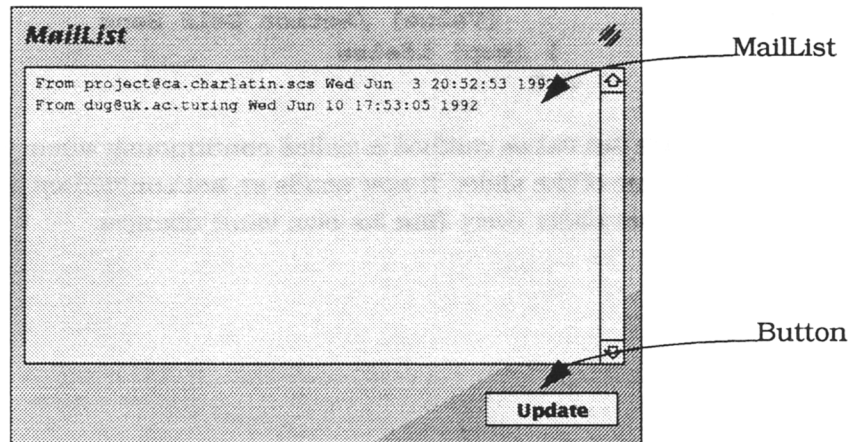 MailList
MailList
From project@ca.charlatin.scs Wed Jun  3 20:52:53 1992
From dug@uk.ac.turing Wed Jun 10 17:53:05 1992
Button
Update